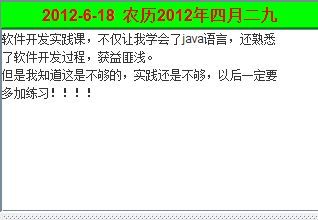 2012-6-18 农历2012年四月二九
软件开发实践课，不仅让我学会了java语言，还熟悉
了软件开发过程，获益匪浅。
但是我知道这是不够的，实践还是不够，以后一定要
多加练习！！！！